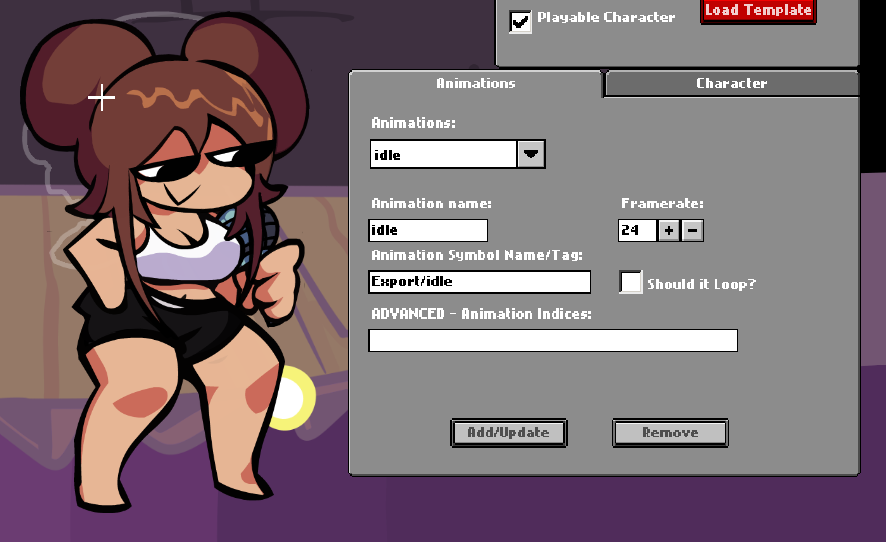 Playable Character
Load Template
Animations
Character
Animations:
idle
Animation name:
Framerate:
idle
24
+
-
Animation Symbol Name/Tag:
Export/idle
Should it Loop?
ADVANCED - Animation Indices:
Add/Update
Remove